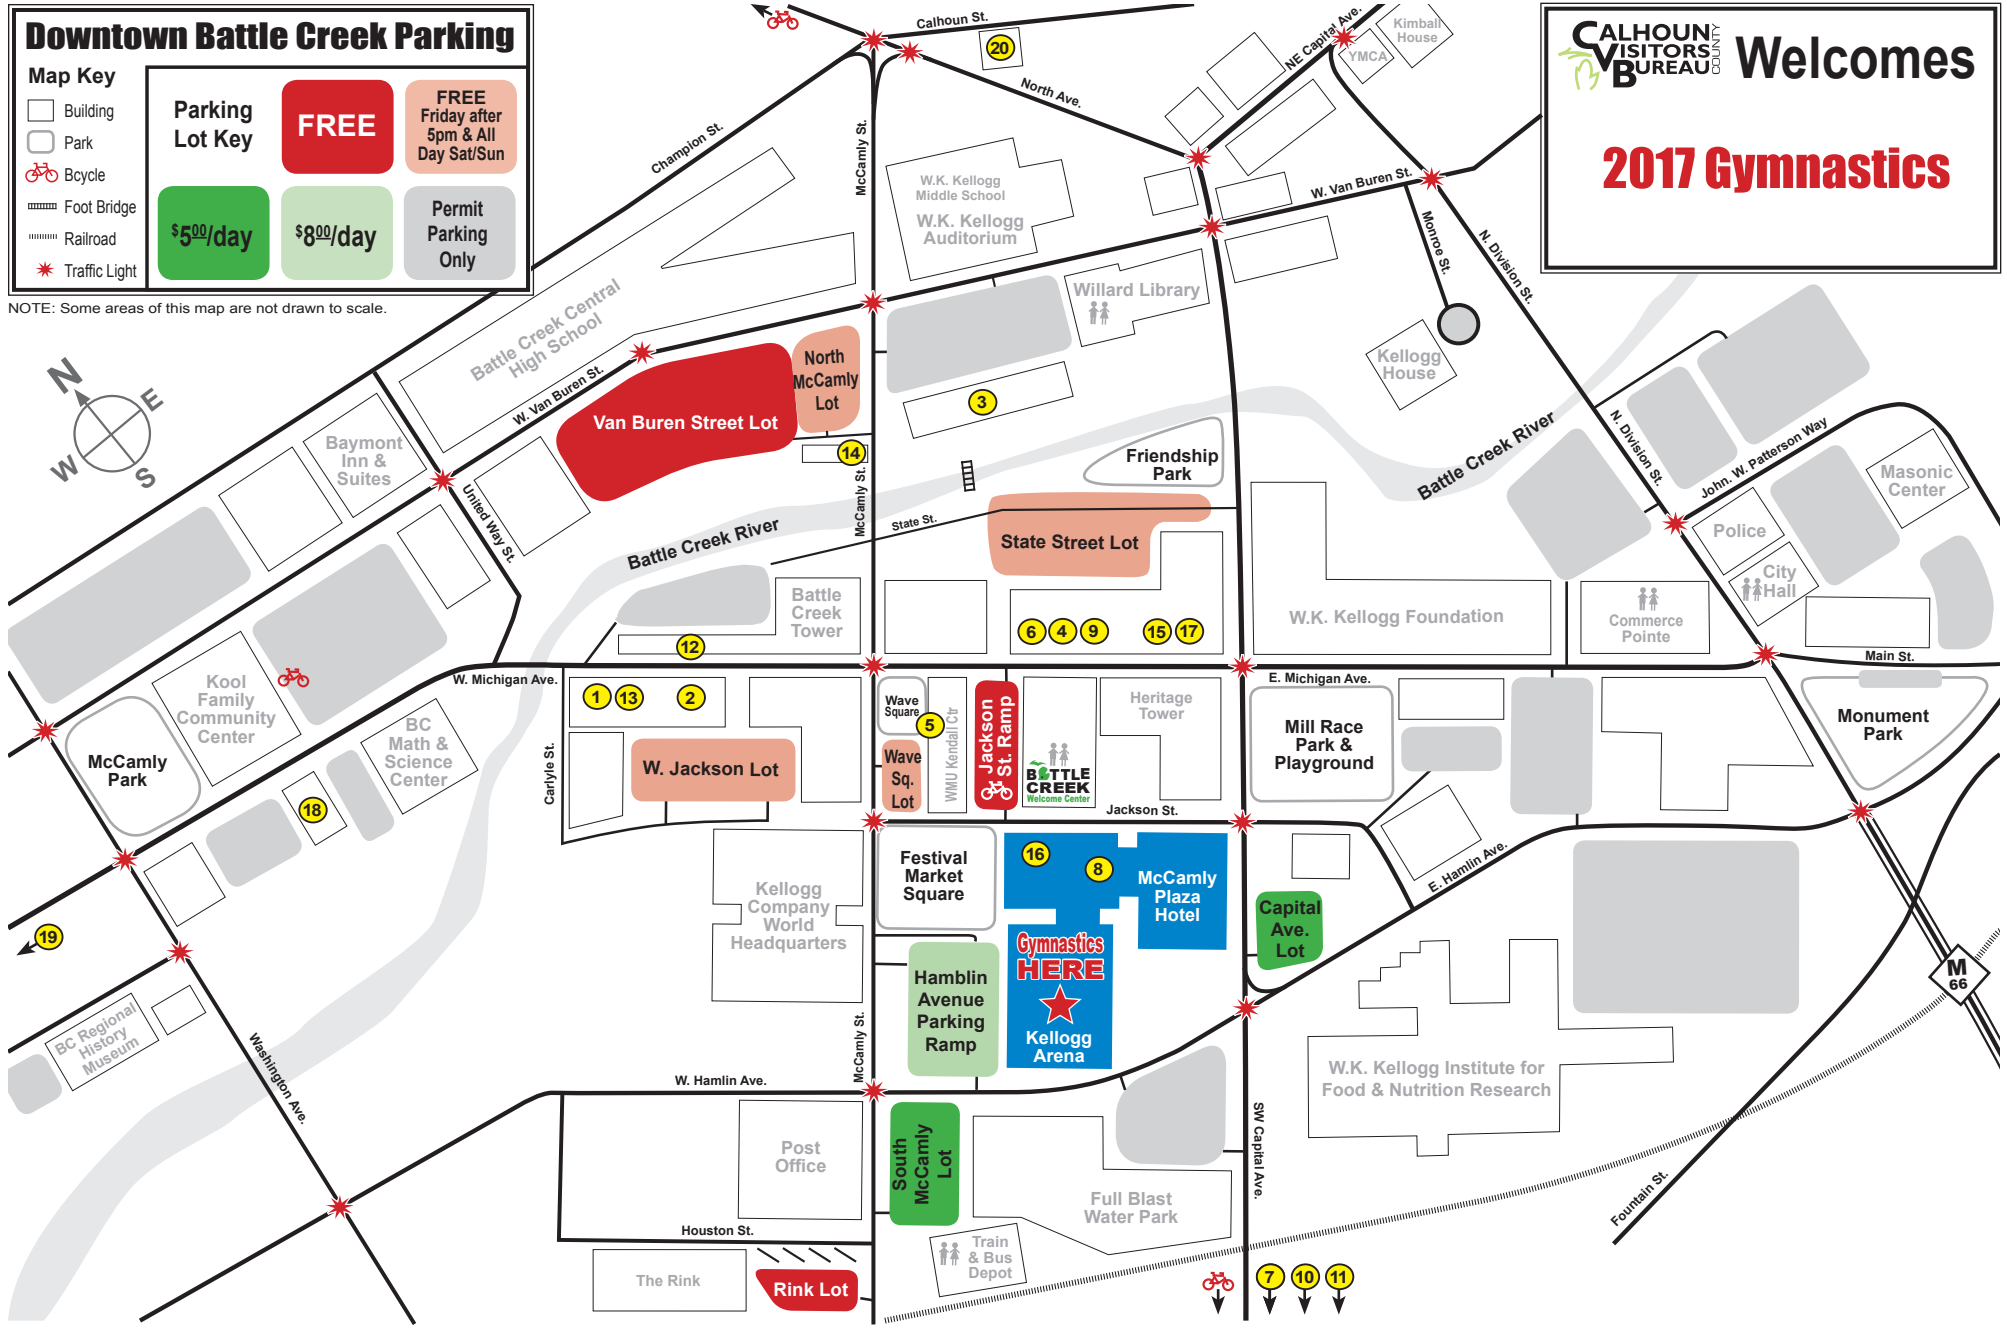 Downtown Battle Creek Parking
Map Key
Building
Park
Bcycle
Foot Bridge
Railroad
Traffic Light
Parking
Lot Key
FREE
FREE
Friday after
5pm & All
Day Sat/Sun
$500/day
$800/day
Permit
Parking
Only
NOTE: Some areas of this map are not drawn to scale.
N
E
S
W
CALHOUN
VISITORS
BUREAU
COUNTY
Welcomes
2017 Gymnastics
Calhoun St.
20
North Ave.
NE Capital Ave.
Kimball
House
YMCA
Champion St.
McCamly St.
W.K. Kellogg
Middle School
W.K. Kellogg
Auditorium
W. Van Buren St.
Monroe St.
N. Division St.
Willard Library
Battle Creek Central
High School
W. Van Buren St.
North
McCamly
Lot
Van Buren Street Lot
14
3
Kellogg
House
Battle Creek River
N. Division St.
John. W. Patterson Way
Masonic
Center
Police
City
Hall
Baymont
Inn &
Suites
United Way St.
McCamly St.
Friendship
Park
State St.
State Street Lot
Battle Creek River
Battle
Creek
Tower
12
6
4
9
15
17
W.K. Kellogg Foundation
Commerce
Pointe
Main St.
Kool
Family
Community
Center
McCamly
Park
BC
Math &
Science
Center
18
19
W. Michigan Ave.
E. Michigan Ave.
1
13
2
Carlyle St.
W. Jackson Lot
Wave
Square
5
Wave
Sq.
Lot
WMU Kendall Ctr
Jackson
St. Ramp
BATTLE
CREEK
Welcome Center
Heritage
Tower
Mill Race
Park &
Playground
Monument
Park
Jackson St.
Kellogg
Company
World
Headquarters
Festival
Market
Square
16
8
McCamly
Plaza
Hotel
Capital
Ave.
Lot
E. Hamlin Ave.
Gymnastics
HERE
Kellogg
Arena
Hamblin
Avenue
Parking
Ramp
McCamly St.
M
66
BC Regional
History
Museum
Washington Ave.
W. Hamlin Ave.
W.K. Kellogg Institute for
Food & Nutrition Research
Post
Office
South
McCamly
Lot
Full Blast
Water Park
SW Capital Ave.
Fountain St.
Houston St.
The Rink
Rink Lot
Train
& Bus
Depot
7
10
11